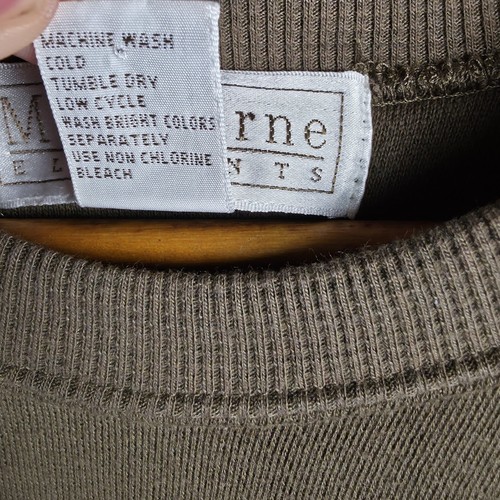 MACHINE WASH
COLD
TUMBLE DRY
LOW CYCLE
WASH BRIGHT COLORS
SEPARATELY
USE NON CHLORINE
BLEACH
M rne
E L NTS